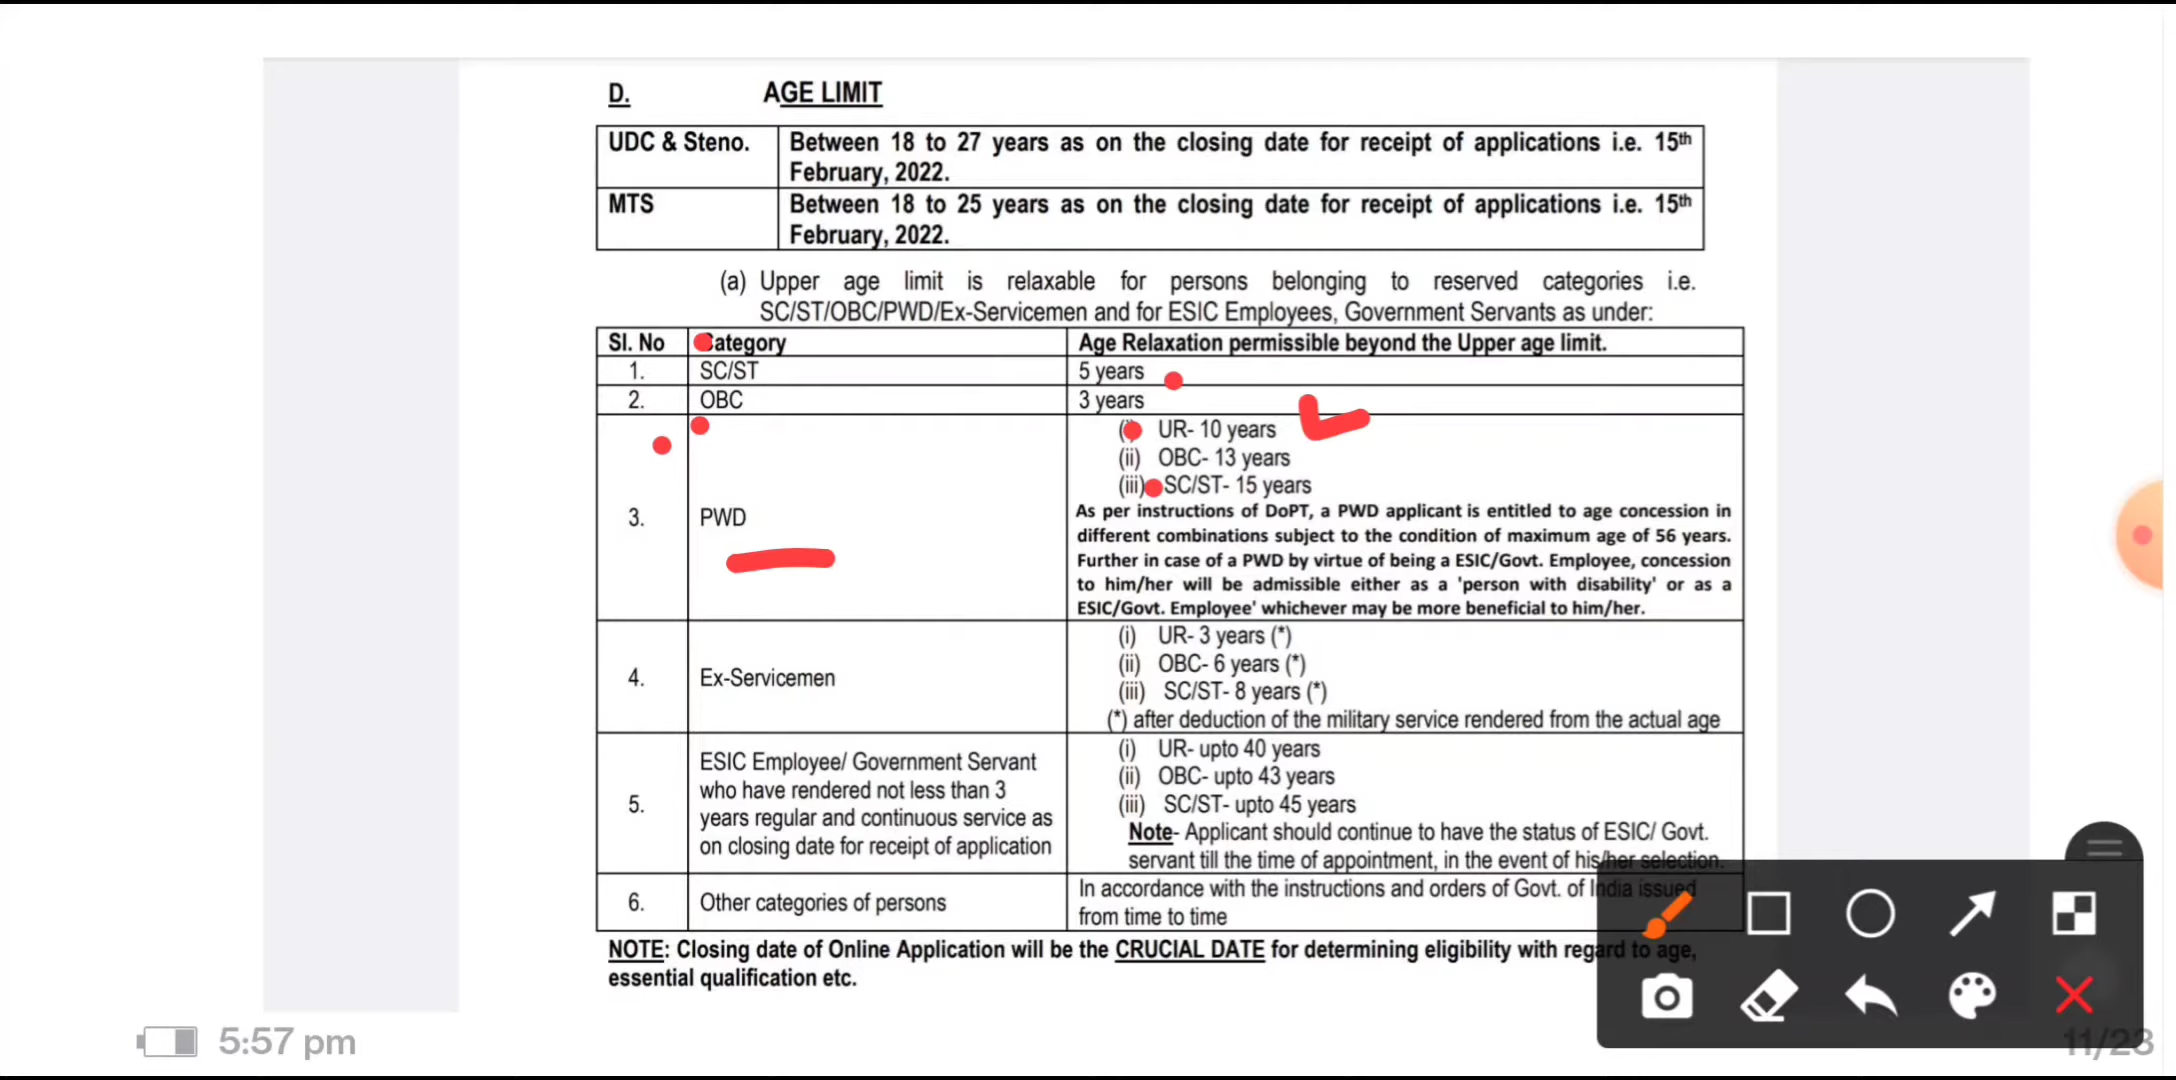 D. AGE LIMIT
UDC & Steno. Between 18 to 27 years as on the closing date for receipt of applications i.e. 15th
February, 2022.
MTS Between 18 to 25 years as on the closing date for receipt of applications i.e. 15th
February, 2022.
(a) Upper age limit is relaxable for persons belonging to reserved categories i.e.
SC/ST/OBC/PWD/Ex-Servicemen and for ESIC Employees, Government Servants as under:
Sl. No Category Age Relaxation permissible beyond the Upper age limit.
1. SC/ST 5 years
2. OBC 3 years
3. PWD
(i) UR- 10 years
(ii) OBC- 13 years
(iii) SC/ST- 15 years
As per instructions of DoPT, a PWD applicant is entitled to age concession in
different combinations subject to the condition of maximum age of 56 years.
Further in case of a PWD by virtue of being a ESIC/Govt. Employee, concession
to him/her will be admissible either as a 'person with disability' or as a
ESIC/Govt. Employee' whichever may be more beneficial to him/her.
4. Ex-Servicemen
(i) UR- 3 years (*)
(ii) OBC- 6 years (*)
(iii) SC/ST- 8 years (*)
(*) after deduction of the military service rendered from the actual age
5. ESIC Employee/ Government Servant
who have rendered not less than 3
years regular and continuous service as
on closing date for receipt of application
(i) UR- upto 40 years
(ii) OBC- upto 43 years
(iii) SC/ST- upto 45 years
Note- Applicant should continue to have the status of ESIC/ Govt.
servant till the time of appointment, in the event of his/her selection.
6. Other categories of persons
In accordance with the instructions and orders of Govt. of India issued
from time to time
NOTE: Closing date of Online Application will be the CRUCIAL DATE for determining eligibility with regard to age,
essential qualification etc.
5:57 pm
11/23